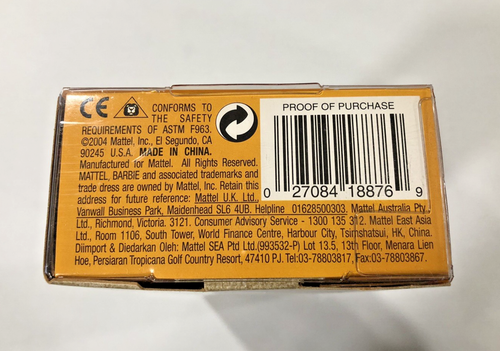 CE CONFORMS TO
THE SAFETY
REQUIREMENTS OF ASTM F963.
©2004 Mattel, Inc., El Segundo, CA
90245 U.S.A. MADE IN CHINA.
Manufactured for Mattel. All Rights Reserved.
MATTEL, BARBIE and associated trademarks and
trade dress are owned by Mattel, Inc. Retain this
address for future reference: Mattel U.K. Ltd.,
Vanwall Business Park, Maidenhead SL6 4UB. Helpline 01628500303. Mattel Australia Pty.,
Ltd., Richmond, Victoria. 3121. Consumer Advisory Service - 1300 135 312. Mattel East Asia
Ltd., Room 1106, South Tower, World Finance Centre, Harbour City, Tsimshatsui, HK, China.
Diimport & Diedarkan Oleh: Mattel SEA Ptd Ltd.(993532-P) Lot 13.5, 13th Floor, Menara Lien
Hoe, Persiaran Tropicana Golf Country Resort, 47410 PJ. Tel:03-78803817, Fax:03-78803867.
PROOF OF PURCHASE
0 27084 18876 9